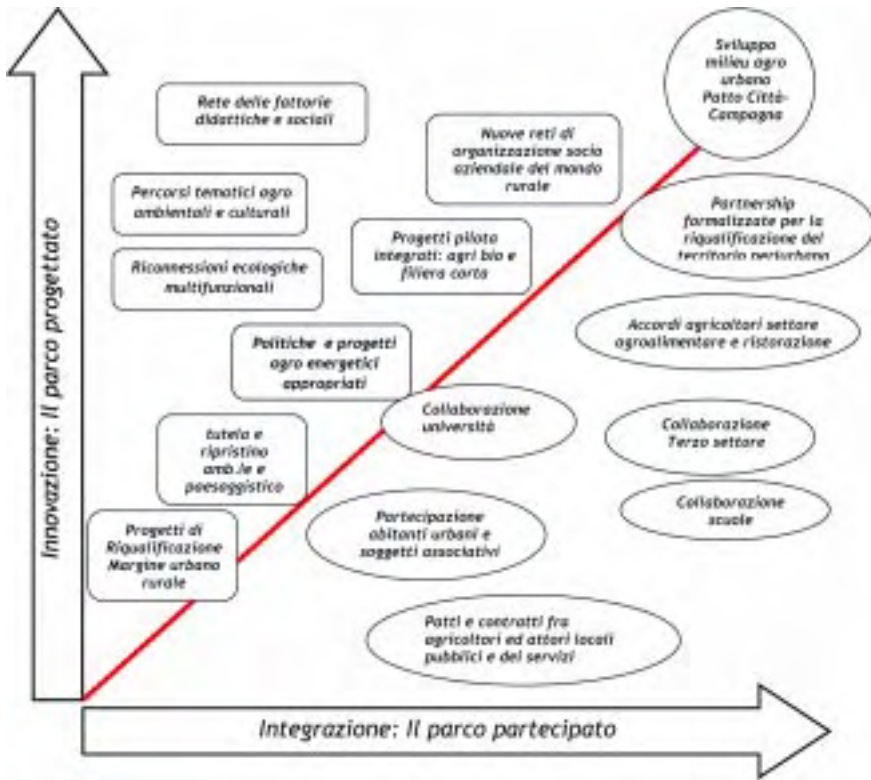 Sviluppo
milieu agro
urbano
Patto Città-
Campagna
Rete delle fattorie
didattiche e sociali
Nuove reti di
organizzazione socio
aziendale del mondo
rurale
Percorsi tematici agro
ambientali e culturali
Partnership
formalizzate per la
riqualificazione del
territorio periurbano
Progetti pilota
integrati: agri bio e
filiera corta
Riconnessioni ecologiche
multifunzionali
Accordi agricoltori settore
agroalimentare e ristorazione
Politiche e progetti
agro energetici
appropriati
Collaborazione
università
Collaborazione
Terzo settore
tutela e
ripristino
amb.le e
paesaggistico
Collaborazione
scuole
Partecipazione
abitanti urbani e
soggetti associativi
Progetti di
Riqualificazione
Margine urbano
rurale
Patti e contratti fra
agricoltori ed attori locali
pubblici e dei servizi
Innovazione: Il parco progettato
Integrazione: Il parco partecipato